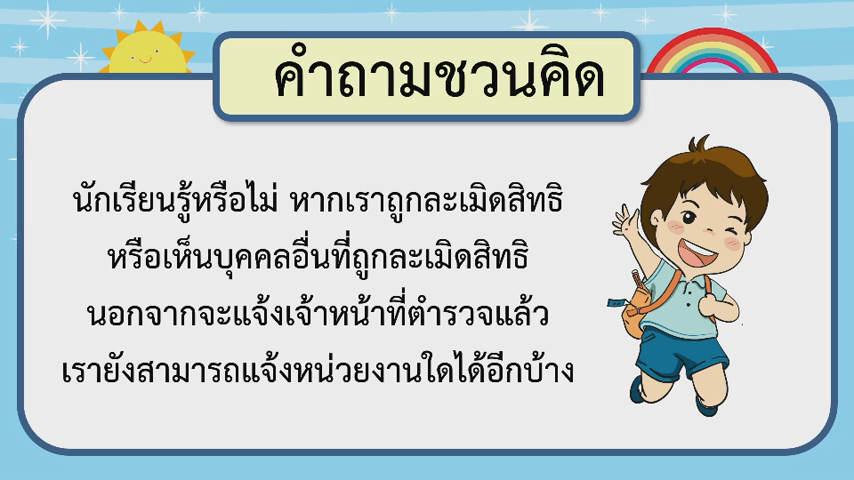 คำถามชวนคิด
นักเรียนรู้หรือไม่ หากเราถูกละเมิดสิทธิ
หรือเห็นบุคคลอื่นที่ถูกละเมิดสิทธิ
นอกจากจะแจ้งเจ้าหน้าที่ตำรวจแล้ว
เรายังสามารถแจ้งหน่วยงานใดได้อีกบ้าง